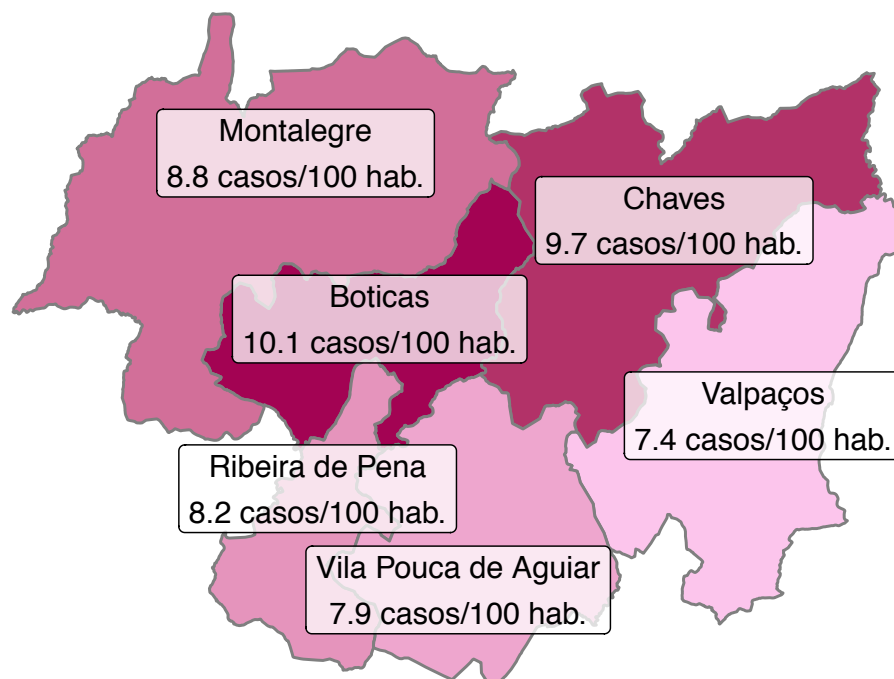 Montalegre
8.8 casos/100 hab.
Chaves
9.7 casos/100 hab.
Boticas
10.1 casos/100 hab.
Valpaços
7.4 casos/100 hab.
Ribeira de Pena
8.2 casos/100 hab.
Vila Pouca de Aguiar
7.9 casos/100 hab.